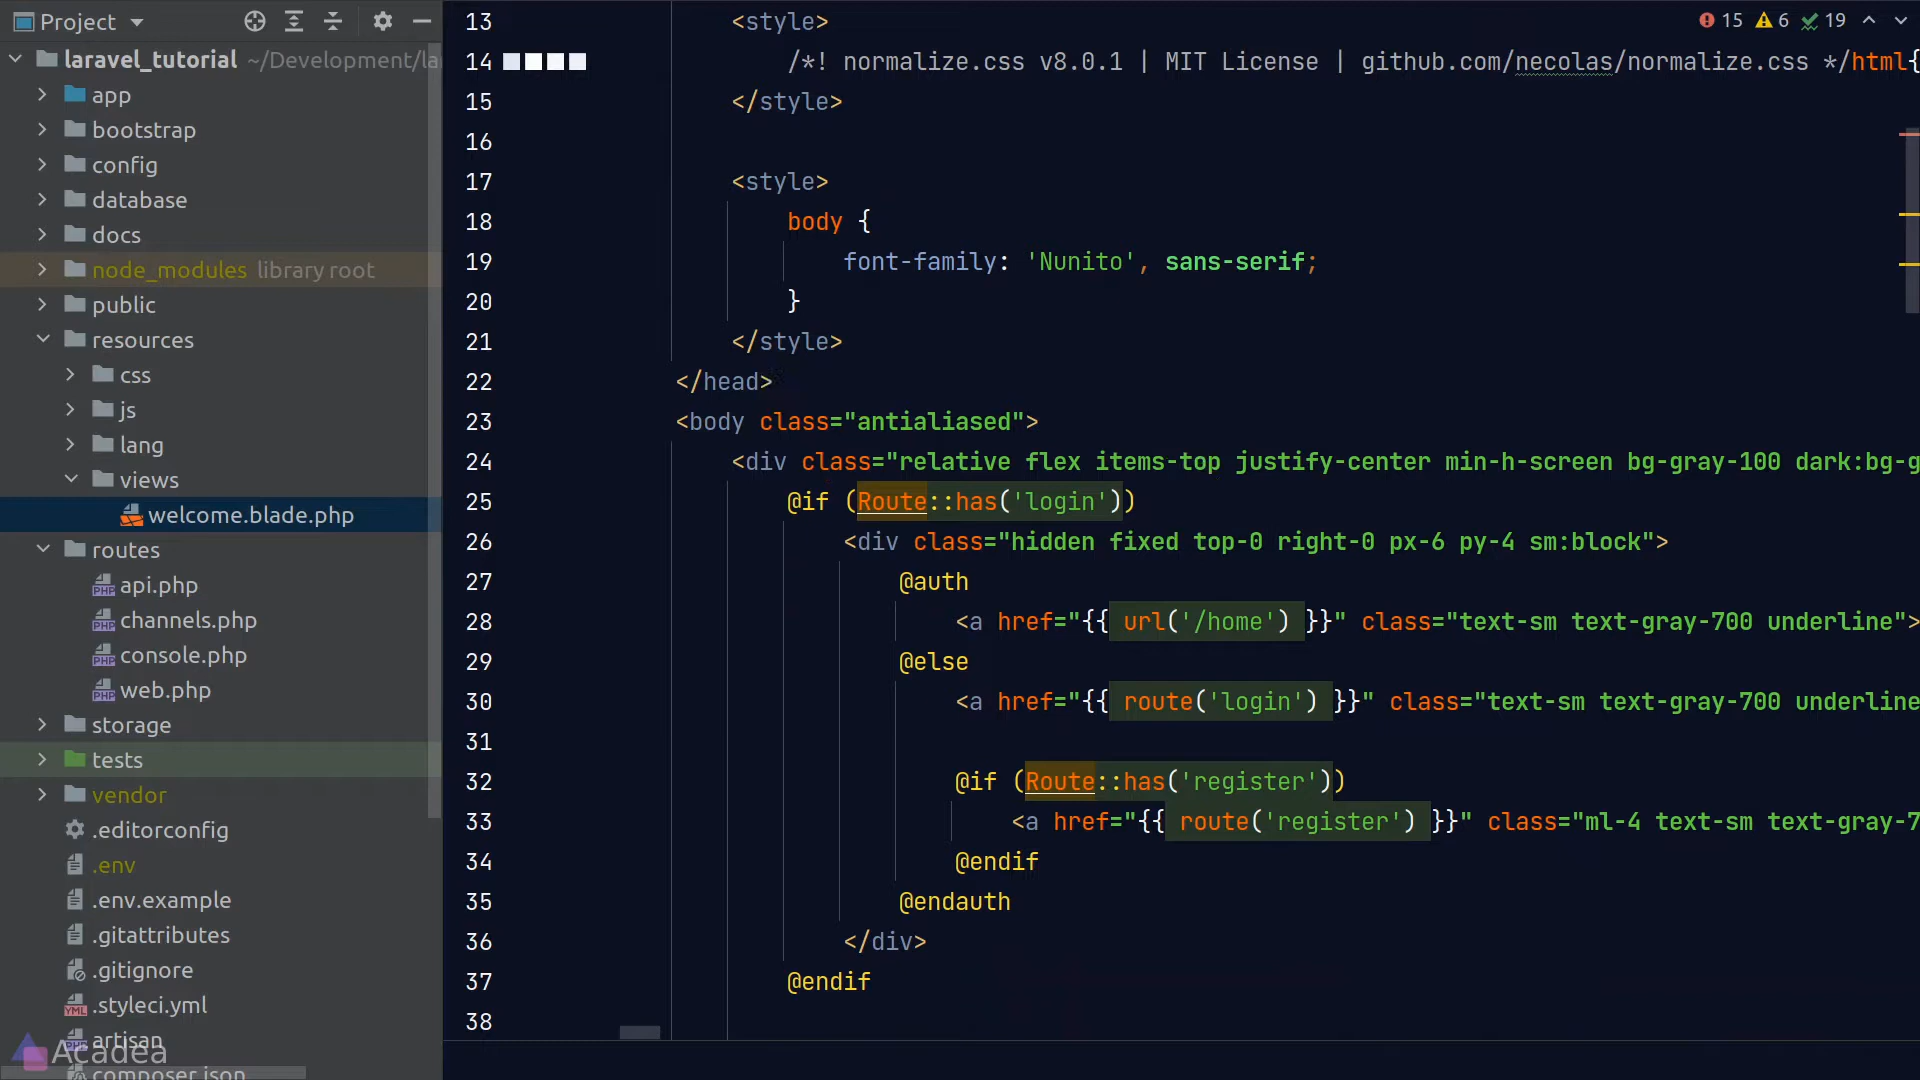 Project
laravel_tutorial ~/Development/la
app
bootstrap
config
database
docs
node_modules library root
public
resources
css
js
lang
views
welcome.blade.php
routes
api.php
channels.php
console.php
web.php
storage
tests
vendor
.editorconfig
.env
.env.example
.gitattributes
.gitignore
.styleci.yml
artisan
Acadea
composer.json
15 6 19
13 <style>
14 /*! normalize.css v8.0.1 | MIT License | github.com/necolas/normalize.css */html{
15 </style>
16
17 <style>
18 body {
19 font-family: 'Nunito', sans-serif;
20 }
21 </style>
22 </head>
23 <body class="antialiased">
24 <div class="relative flex items-top justify-center min-h-screen bg-gray-100 dark:bg-g
25 @if (Route::has('login'))
26 <div class="hidden fixed top-0 right-0 px-6 py-4 sm:block">
27 @auth
28 <a href="{{ url('/home') }}" class="text-sm text-gray-700 underline">
29 @else
30 <a href="{{ route('login') }}" class="text-sm text-gray-700 underline
31
32 @if (Route::has('register'))
33 <a href="{{ route('register') }}" class="ml-4 text-sm text-gray-7
34 @endif
35 @endauth
36 </div>
37 @endif
38